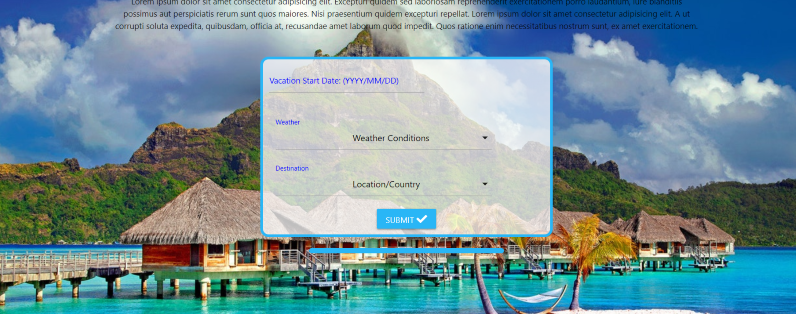 Lorem ipsum dolor sit amet consectetur adipisicing elit. Excepturi quidem sed laboriosam reprehenderit exercitationem porro laudantium, iure blanditiis
possimus aut perspiciatis rerum sunt quos maiores. Nisi praesentium quidem excepturi repellat. Lorem ipsum dolor sit amet consectetur adipisicing elit. A ut
corrupti soluta expedita, quibusdam, officia at, recusandae amet laborum quod impedit. Quos ratione enim necessitatibus nostrum sunt, ex amet exercitationem.
Vacation Start Date: (YYYY/MM/DD)
Weather
Weather Conditions
Destination
Location/Country
SUBMIT